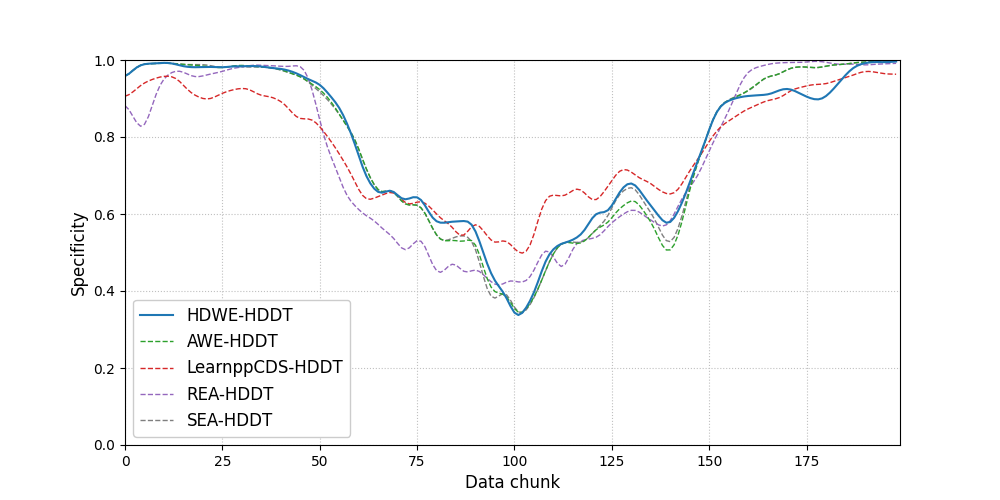 1.0
0.8
0.6
0.4
0.2
0.0
Specificity
HDWE-HDDT
AWE-HDDT
LearnppCDS-HDDT
REA-HDDT
SEA-HDDT
0 25 50 75 100 125 150 175
Data chunk